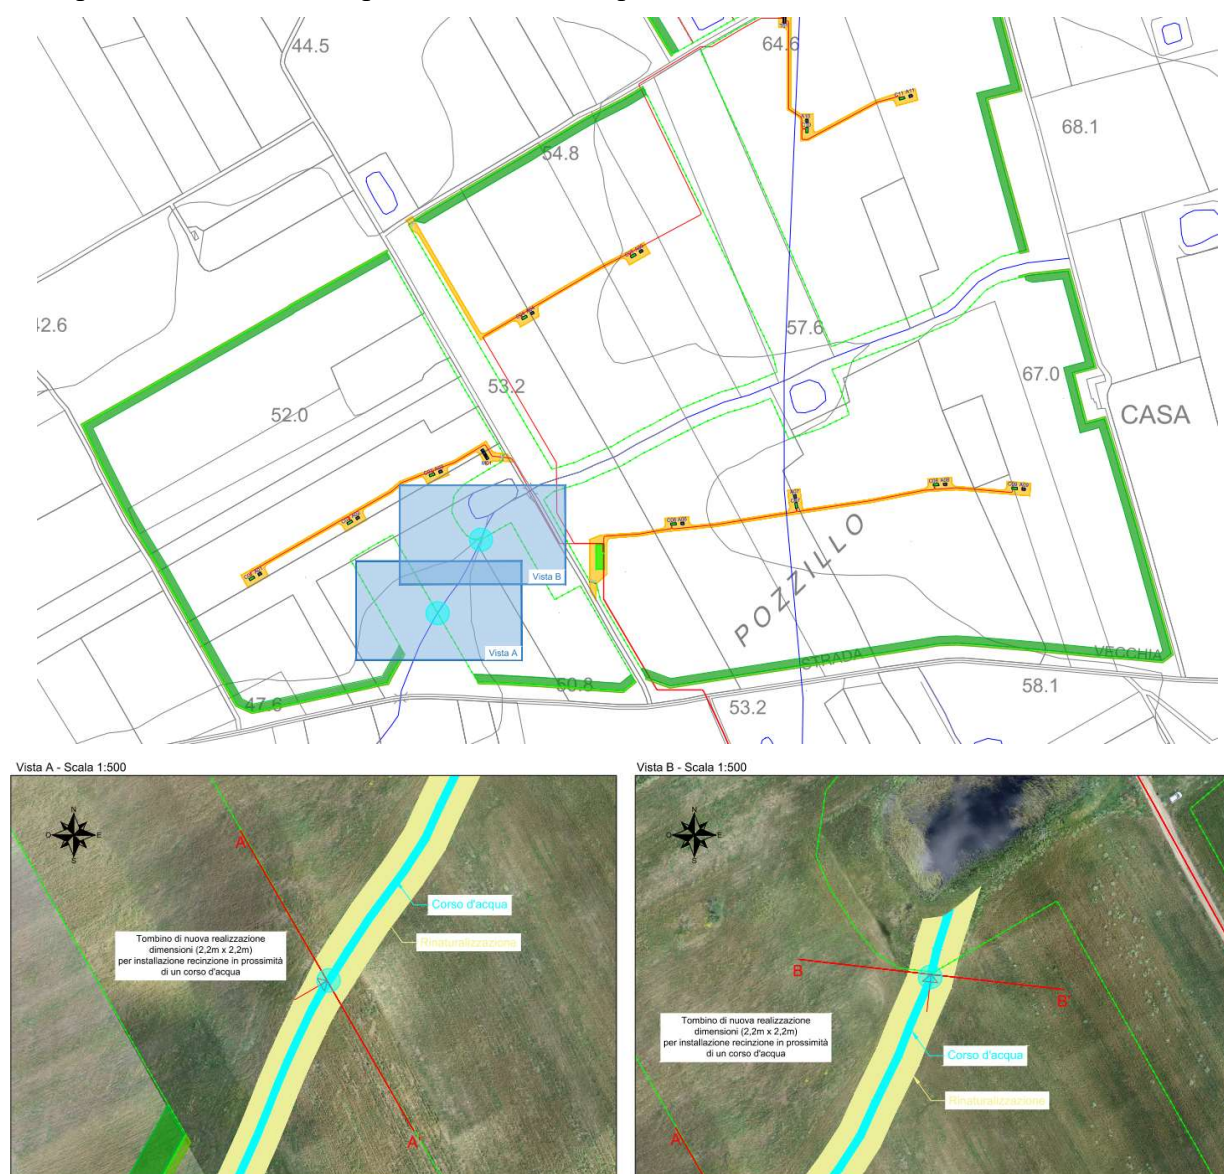 44.5
64.6
68.1
54.8
42.6
57.6
53.2
67.0
52.0
CASA
POZZILLO
Vista B
Vista A
STRADA VECCHIA
50.8
47.6
58.1
53.2
Vista A - Scala 1:500
N
O E
S
A
Corso d'acqua
Rinaturalizzazione
Tombino di nuova realizzazione
dimensioni (2,2m x 2,2m)
per installazione recinzione in prossimità
di un corso d'acqua
A'
Vista B - Scala 1:500
N
O E
S
B
B'
Tombino di nuova realizzazione
dimensioni (2,2m x 2,2m)
per installazione recinzione in prossimità
di un corso d'acqua
Corso d'acqua
Rinaturalizzazione
A